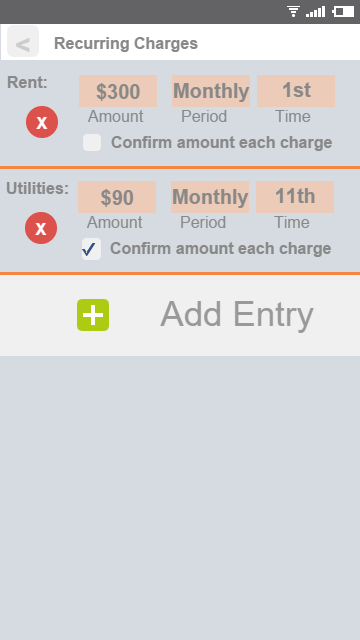 <
Recurring Charges
Rent:
$300 Monthly 1st
Amount Period Time
X
Confirm amount each charge
Utilities:
$90 Monthly 11th
Amount Period Time
X
Confirm amount each charge
+ Add Entry